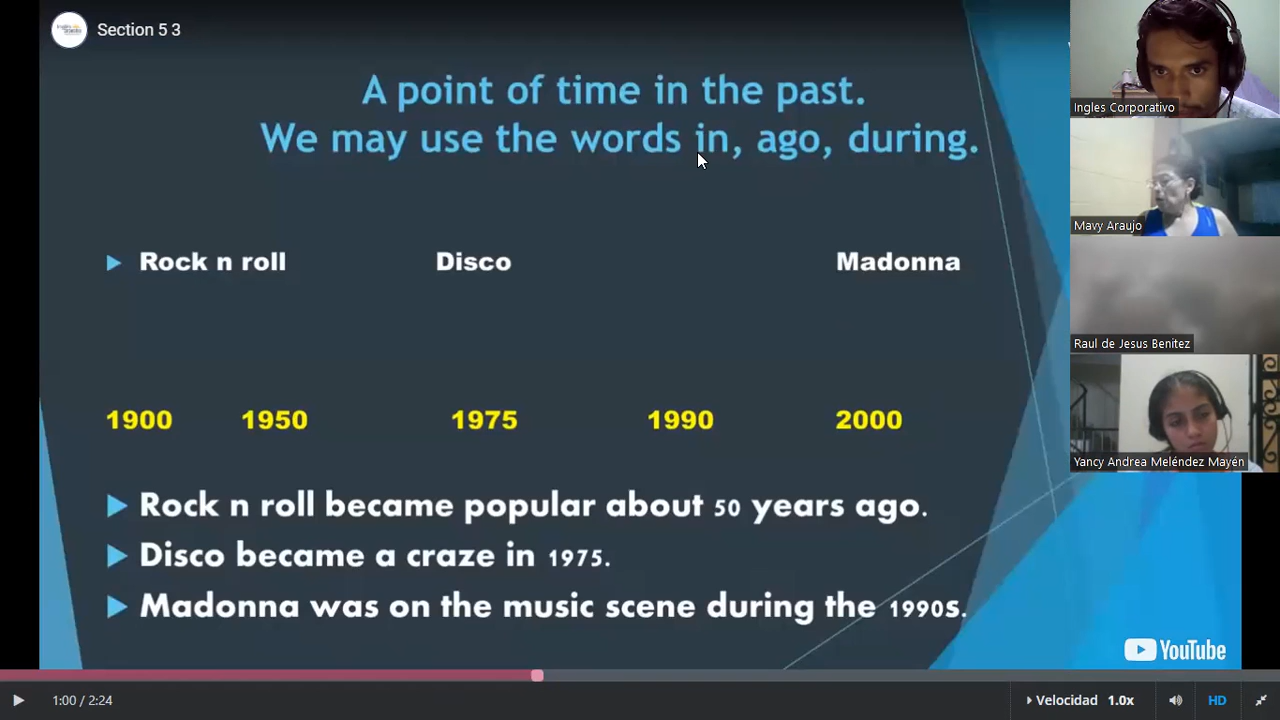 Section 5 3
A point of time in the past.
We may use the words in, ago, during.
Rock n roll Disco Madonna
1900 1950 1975 1990 2000
Rock n roll became popular about 50 years ago.
Disco became a craze in 1975.
Madonna was on the music scene during the 1990s.
YouTube
1:00 / 2:24
Velocidad 1.0x
HD
Ingles Corporativo
Mavy Araujo
Raul de Jesus Benitez
Yancy Andrea Meléndez Mayén